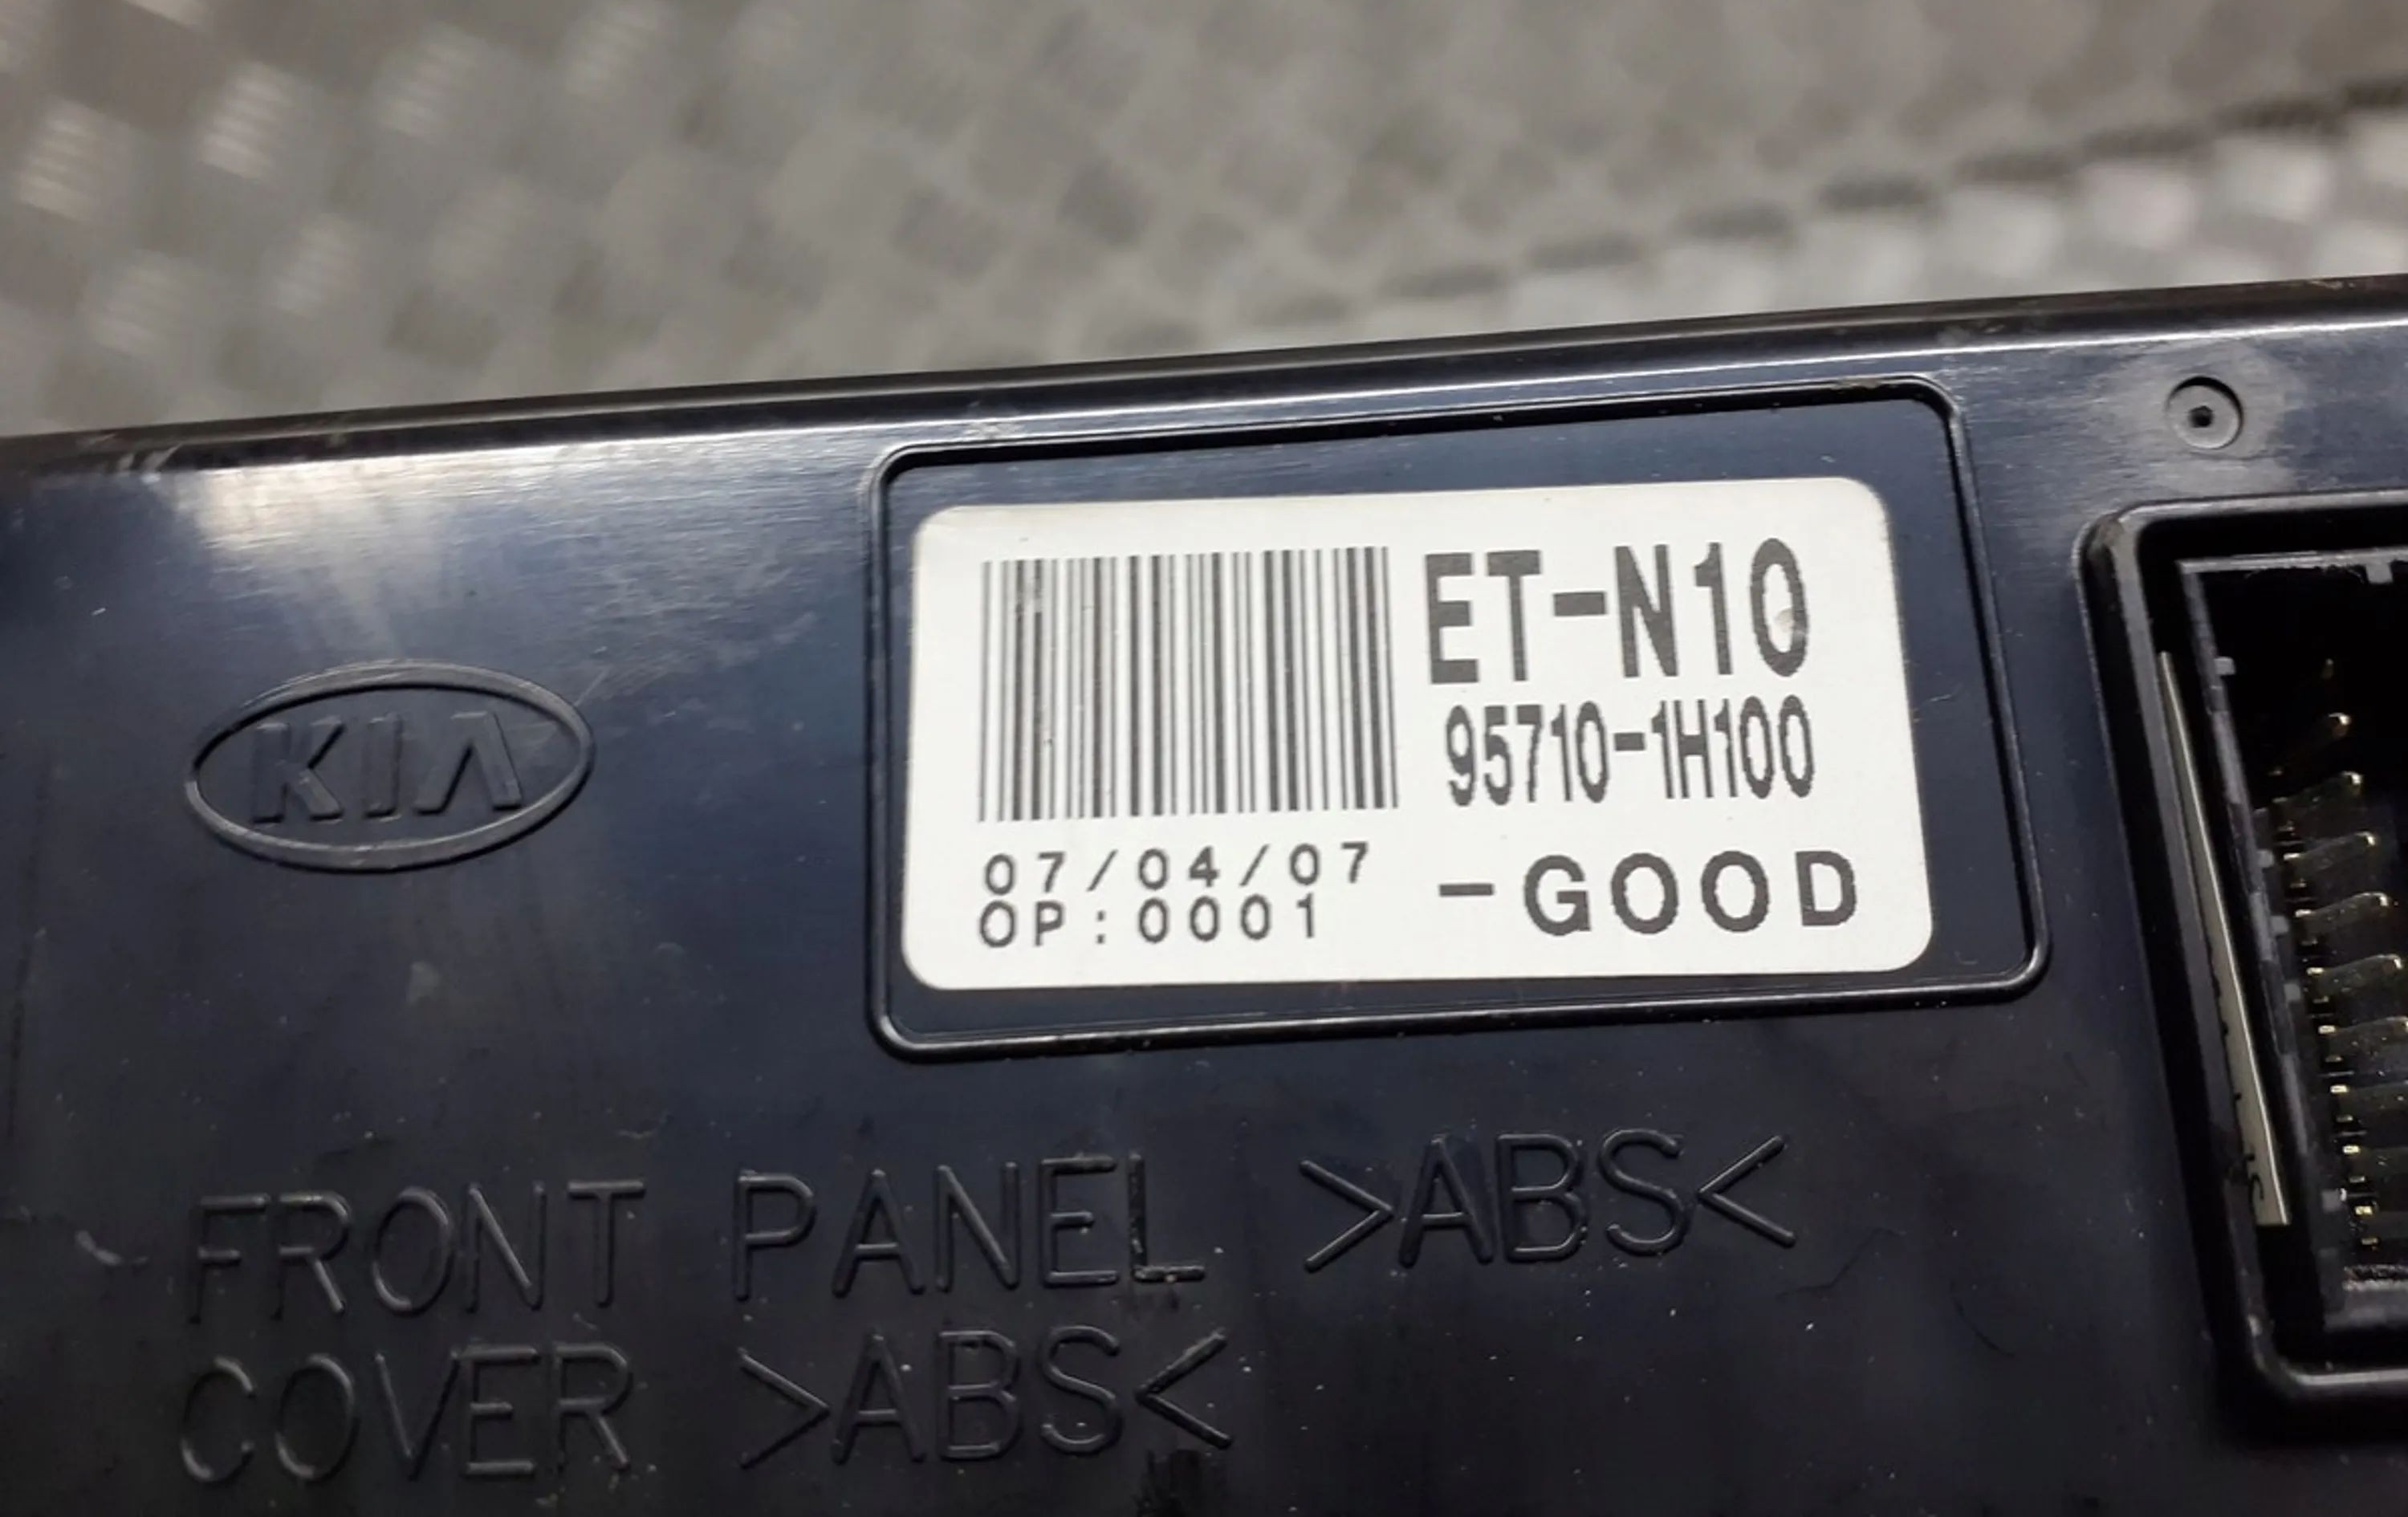 KIA
ET-N10
95710-1H100
07/04/07
-GOOD
OP:0001
FRONT PANEL >ABS<
COVER >ABS<